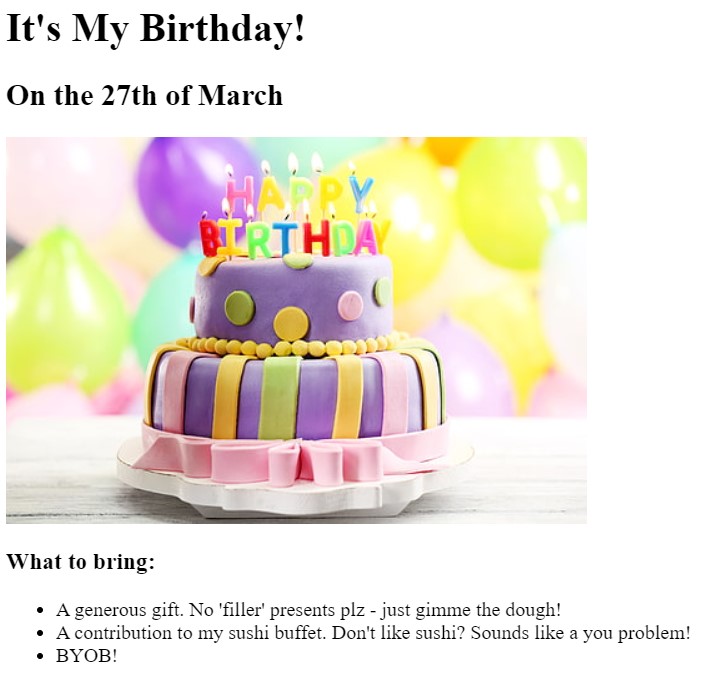 It's My Birthday!
On the 27th of March
HAPPY
BIRTHDAY
What to bring:
A generous gift. No 'filler' presents plz - just gimme the dough!
A contribution to my sushi buffet. Don't like sushi? Sounds like a you problem!
BYOB!